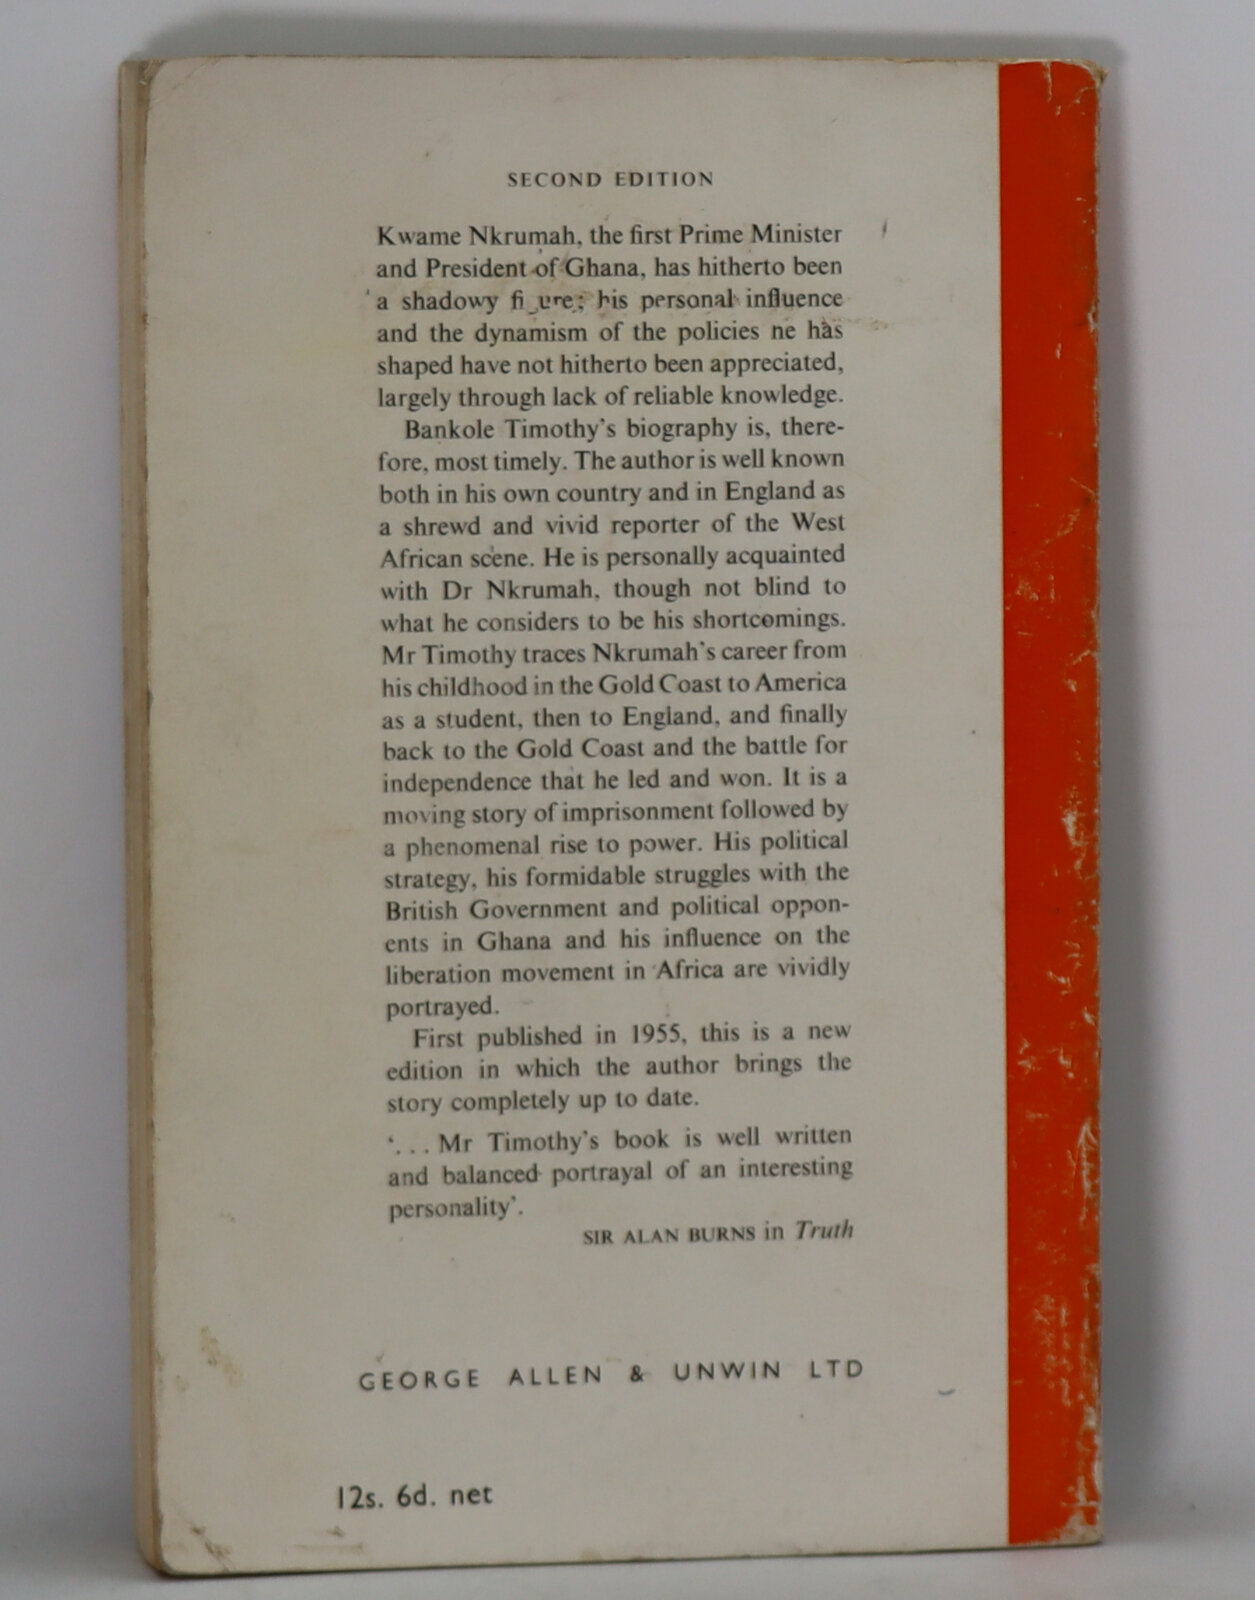 SECOND EDITION
Kwame Nkrumah, the first Prime Minister
and President of Ghana, has hitherto been
a shadowy fi ure; his personal influence
and the dynamism of the policies he has
shaped have not hitherto been appreciated,
largely through lack of reliable knowledge.
Bankole Timothy's biography is, there-
fore, most timely. The author is well known
both in his own country and in England as
a shrewd and vivid reporter of the West
African scene. He is personally acquainted
with Dr Nkrumah, though not blind to
what he considers to be his shortcomings.
Mr Timothy traces Nkrumah's career from
his childhood in the Gold Coast to America
as a student, then to England, and finally
back to the Gold Coast and the battle for
independence that he led and won. It is a
moving story of imprisonment followed by
a phenomenal rise to power. His political
strategy, his formidable struggles with the
British Government and political oppon-
ents in Ghana and his influence on the
liberation movement in Africa are vividly
portrayed.
First published in 1955, this is a new
edition in which the author brings the
story completely up to date.
'... Mr Timothy's book is well written
and balanced portrayal of an interesting
personality'.
SIR ALAN BURNS in Truth
GEORGE ALLEN & UNWIN LTD
12s. 6d. net